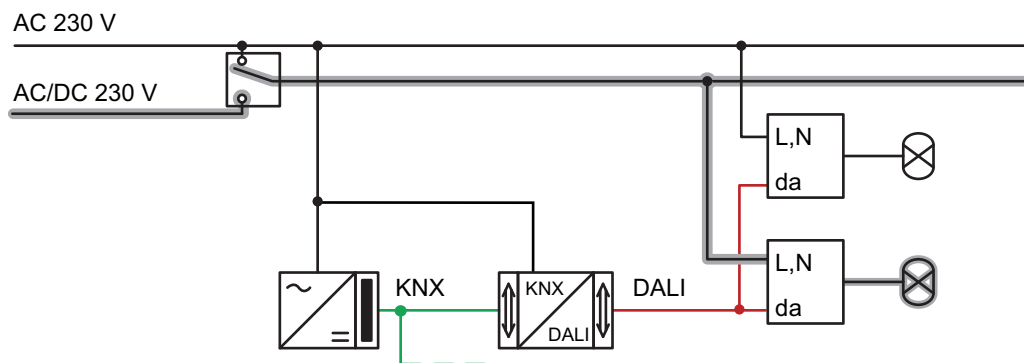 AC 230 V
AC/DC 230 V
L,N
da
L,N
da
KNX
KNX
DALI
DALI